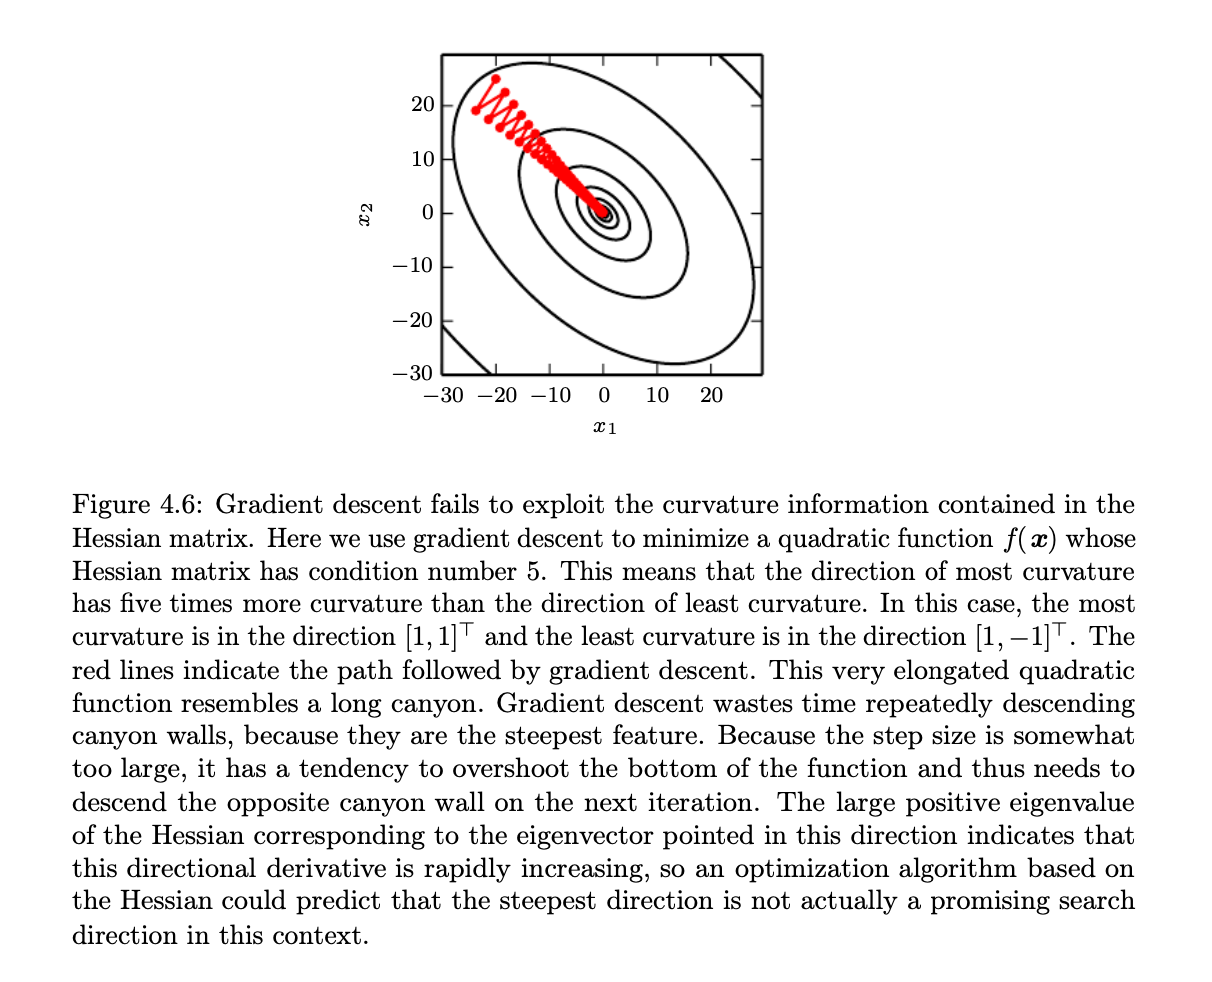 20
10
0
−10
−20
−30
x2
−30 −20 −10 0 10 20
x1
Figure 4.6: Gradient descent fails to exploit the curvature information contained in the
Hessian matrix. Here we use gradient descent to minimize a quadratic function f(x) whose
Hessian matrix has condition number 5. This means that the direction of most curvature
has five times more curvature than the direction of least curvature. In this case, the most
curvature is in the direction [1, 1]⊤ and the least curvature is in the direction [1, −1]⊤. The
red lines indicate the path followed by gradient descent. This very elongated quadratic
function resembles a long canyon. Gradient descent wastes time repeatedly descending
canyon walls, because they are the steepest feature. Because the step size is somewhat
too large, it has a tendency to overshoot the bottom of the function and thus needs to
descend the opposite canyon wall on the next iteration. The large positive eigenvalue
of the Hessian corresponding to the eigenvector pointed in this direction indicates that
this directional derivative is rapidly increasing, so an optimization algorithm based on
the Hessian could predict that the steepest direction is not actually a promising search
direction in this context.